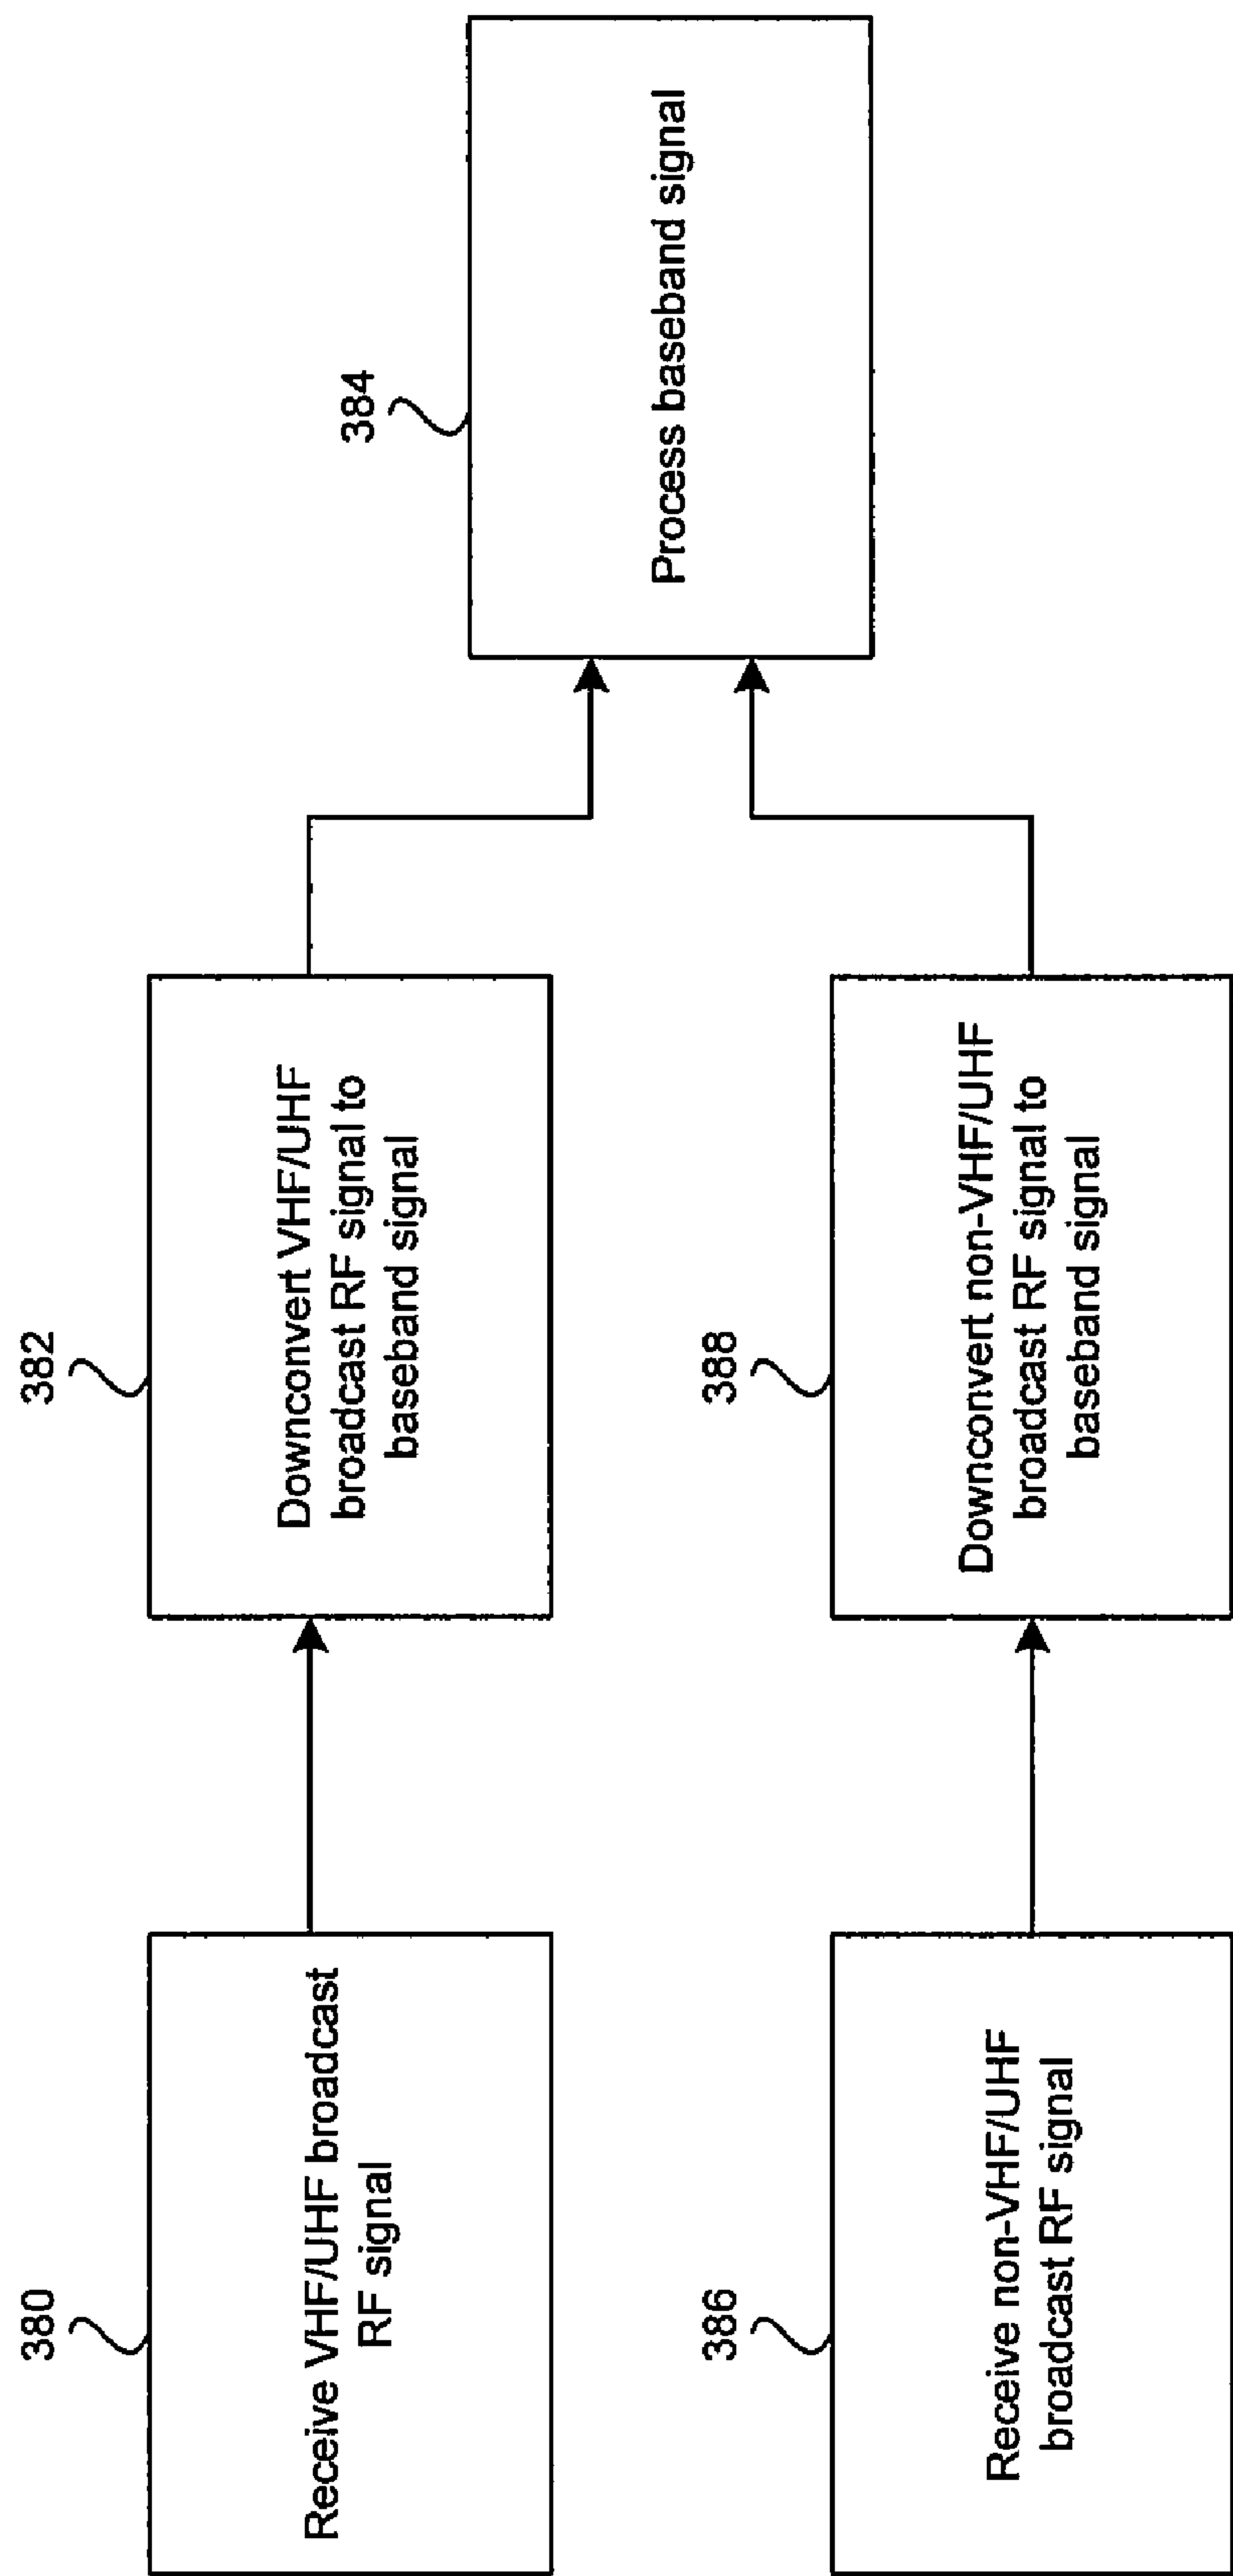 380
Receive VHF/UHF broadcast
RF signal
382
Downconvert VHF/UHF
broadcast RF signal to
baseband signal
384
Process baseband signal
386
Receive non-VHF/UHF
broadcast RF signal
388
Downconvert non-VHF/UHF
broadcast RF signal to
baseband signal